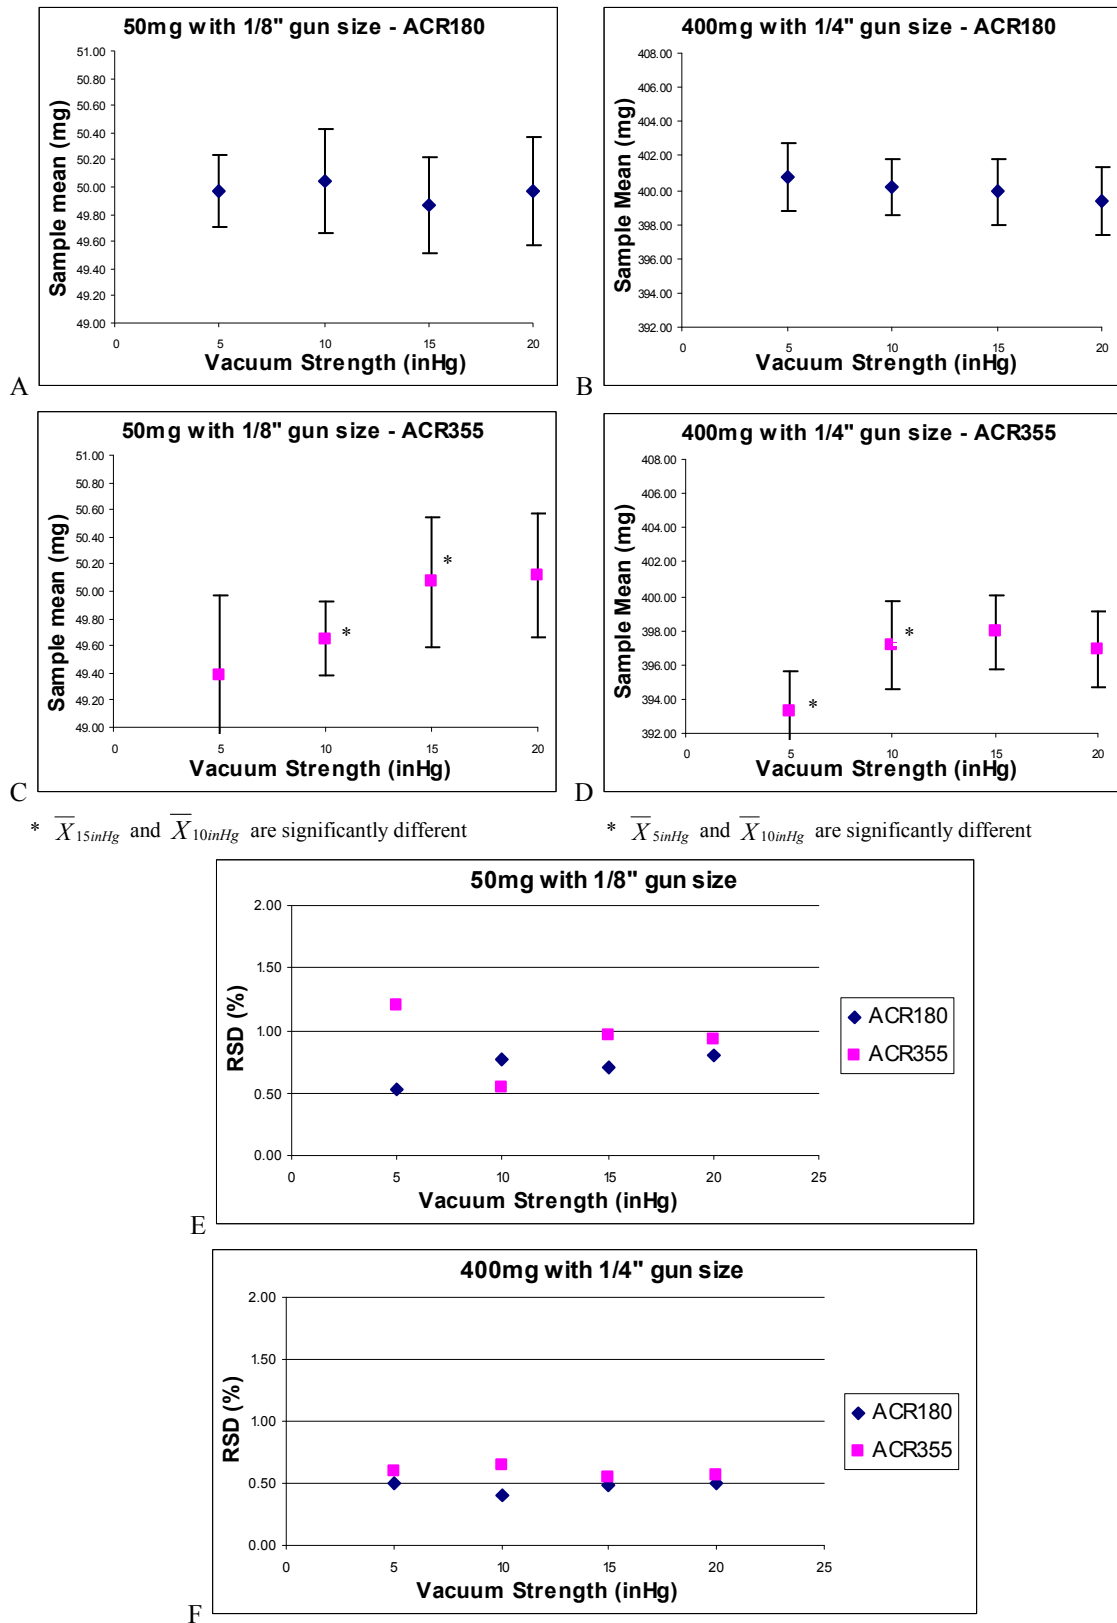 50mg with 1/8" gun size - ACR180
51.00
50.80
50.60
50.40
50.20
50.00
49.80
49.60
49.40
49.20
49.00
Sample mean (mg)
0 5 10 15 20
Vacuum Strength (inHg)
A
400mg with 1/4" gun size - ACR180
408.00
406.00
404.00
402.00
400.00
398.00
396.00
394.00
392.00
Sample Mean (mg)
0 5 10 15 20
Vacuum Strength (inHg)
B
50mg with 1/8" gun size - ACR355
51.00
50.80
50.60
50.40
50.20
50.00
49.80
49.60
49.40
49.20
49.00
Sample mean (mg)
*
*
0 5 10 15 20
Vacuum Strength (inHg)
C
400mg with 1/4" gun size - ACR355
408.00
406.00
404.00
402.00
400.00
398.00
396.00
394.00
392.00
Sample Mean (mg)
*
*
0 5 10 15 20
Vacuum Strength (inHg)
D
* X̄15inHg and X̄10inHg are significantly different
* X̄5inHg and X̄10inHg are significantly different
50mg with 1/8" gun size
2.00
1.50
1.00
0.50
0.00
RSD (%)
0 5 10 15 20 25
Vacuum Strength (inHg)
ACR180
ACR355
E
400mg with 1/4" gun size
2.00
1.50
1.00
0.50
0.00
RSD (%)
0 5 10 15 20 25
Vacuum Strength (inHg)
ACR180
ACR355
F